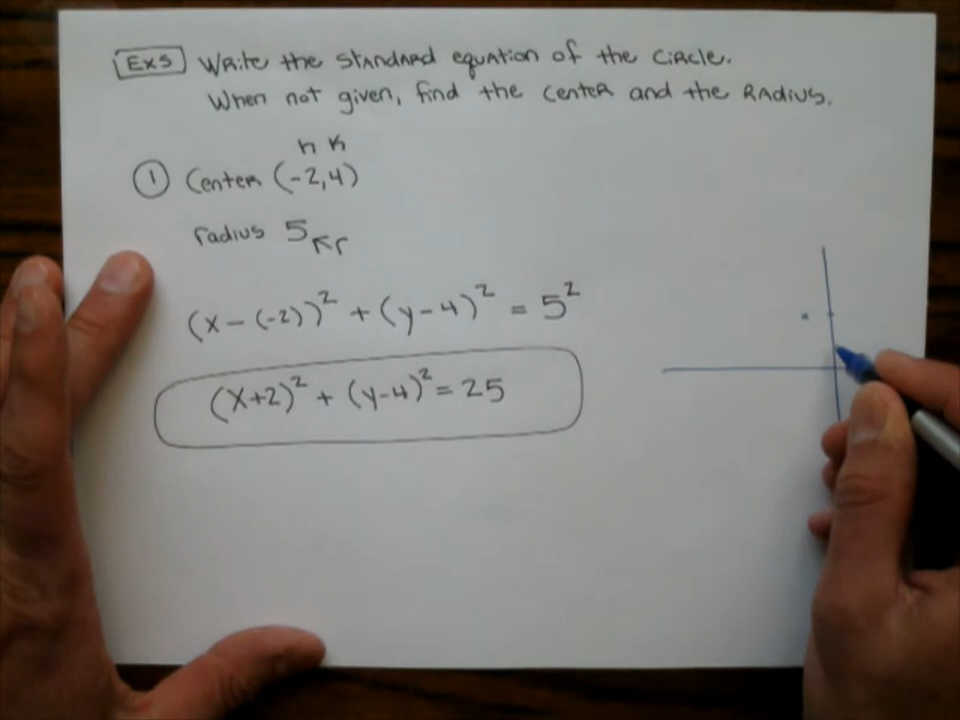 Exs Write the standard equation of the circle.
When not given, find the center and the radius.
h k
① Center (-2,4)
radius 5 ↖r
(x-(-2))² + (y-4)² = 5²
(x+2)² + (y-4)² = 25